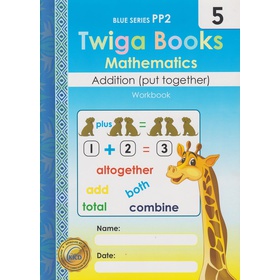 BLUE SERIES PP2
5
Twiga Books
Mathematics
Addition (put together)
Workbook
plus
1 + 2 = 3
altogether
add both
total combine
Name:
Date: